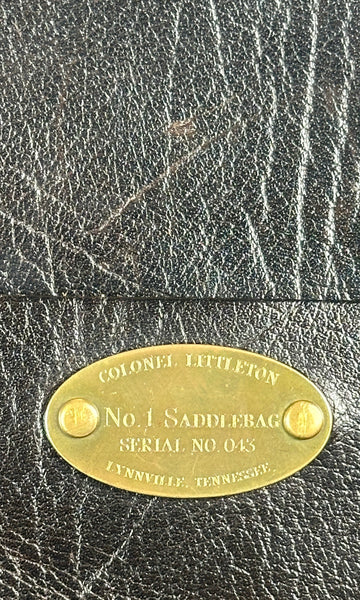 COLONEL LITTLETON
No. 1 SADDLEBAG
SERIAL NO. 043
LYNNVILLE, TENNESSEE.